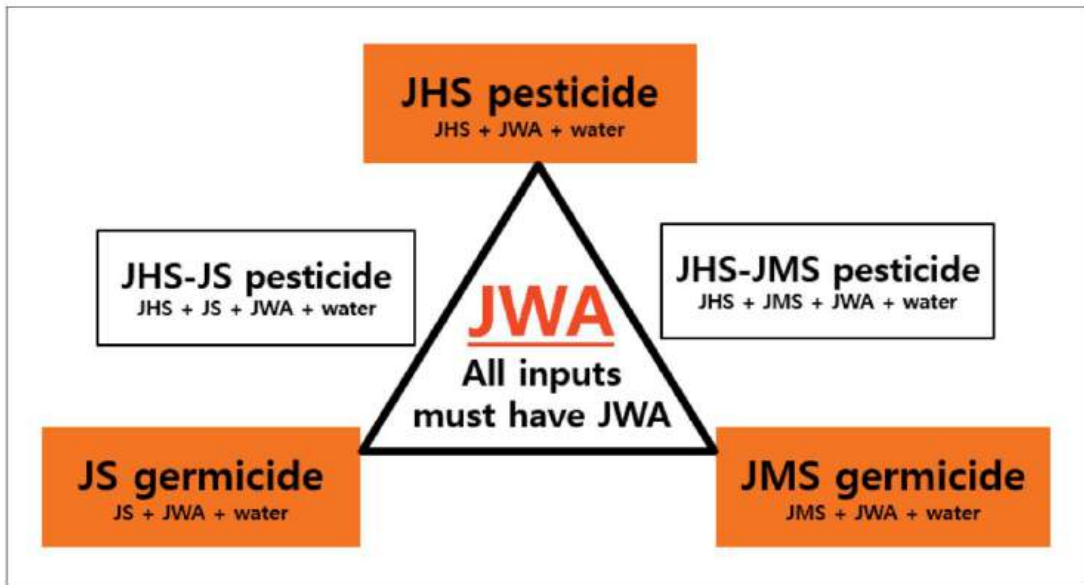 JHS pesticide
JHS + JWA + water
JHS-JS pesticide
JHS + JS + JWA + water
JHS-JMS pesticide
JHS + JMS + JWA + water
JWA
All inputs
must have JWA
JS germicide
JS + JWA + water
JMS germicide
JMS + JWA + water